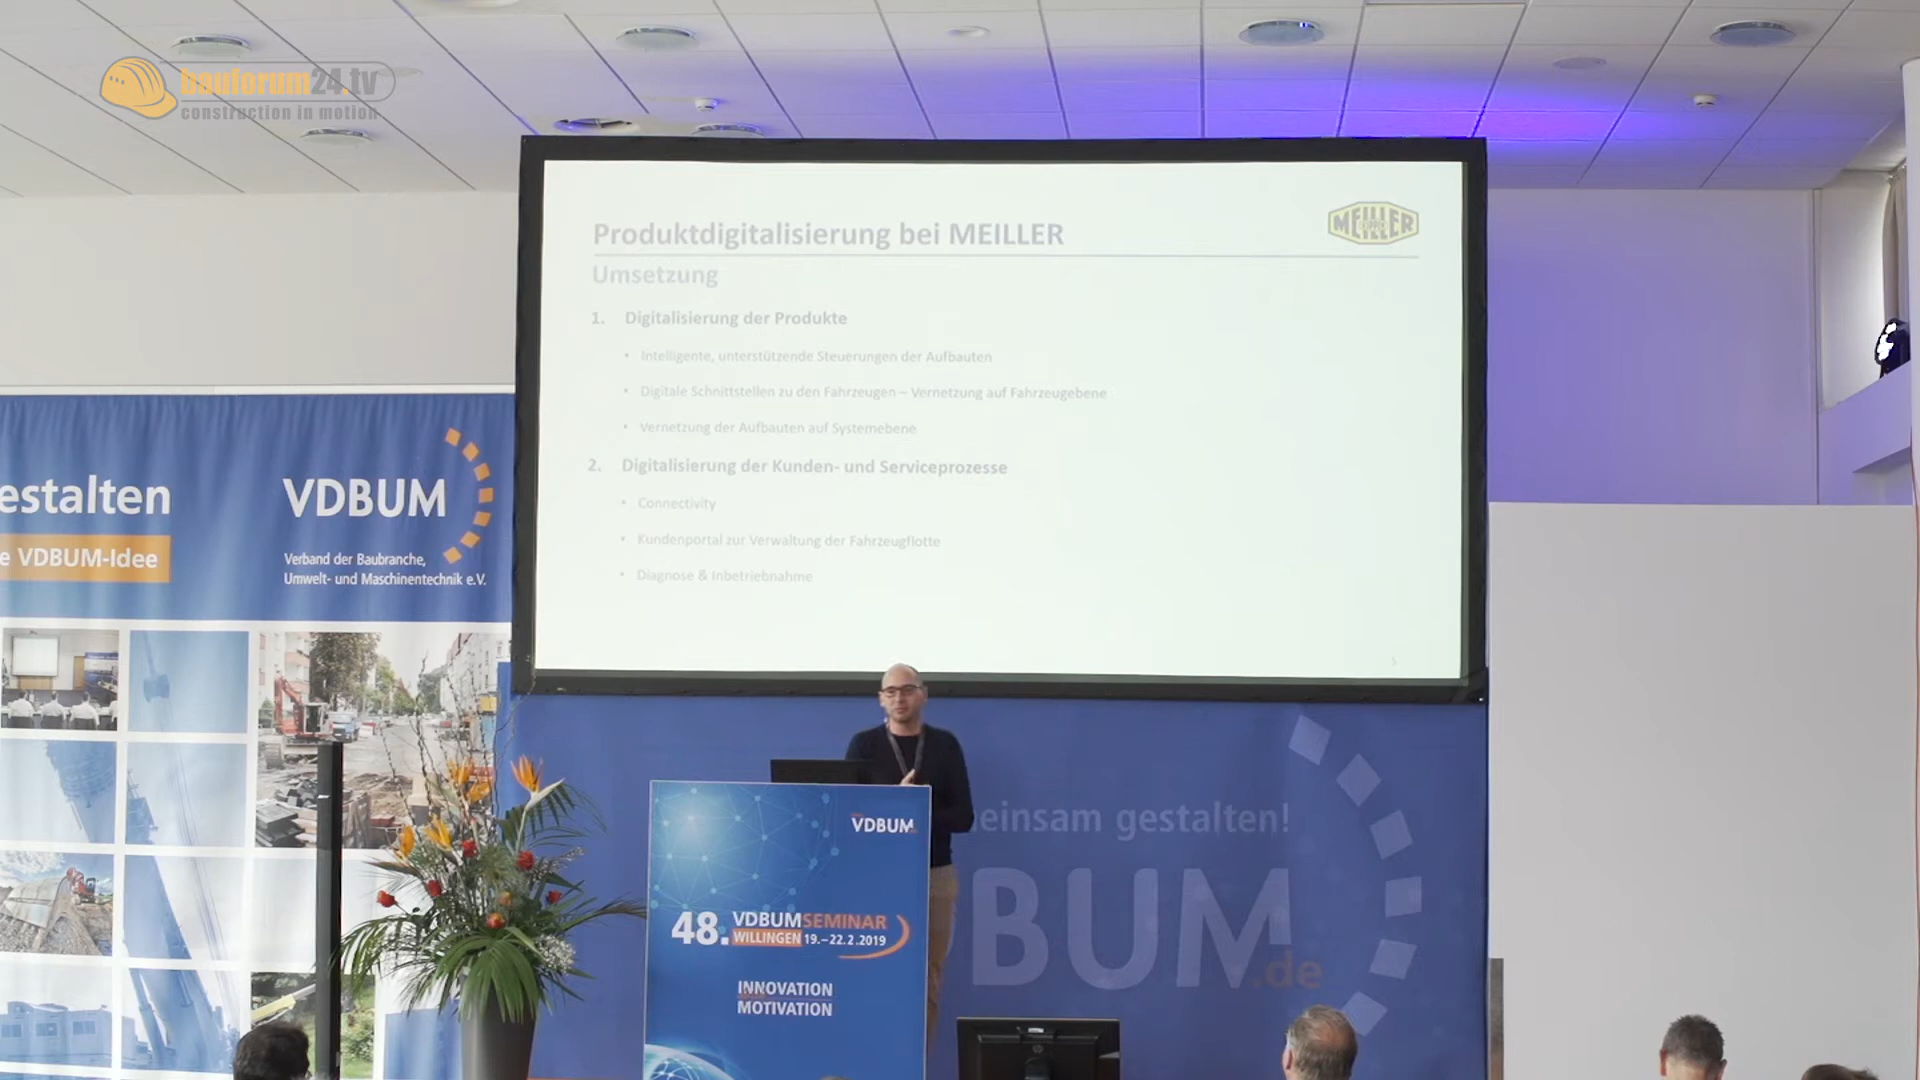 bauforum24.tv
construction in motion
Produktdigitalisierung bei MEILLER
MEILLER
Umsetzung
1. Digitalisierung der Produkte
• Intelligente, unterstützende Steuerungen der Aufbauten
• Digitale Schnittstellen zu den Fahrzeugen – Vernetzung auf Fahrzeugebene
• Vernetzung der Aufbauten auf Systemebene
2. Digitalisierung der Kunden- und Serviceprozesse
• Connectivity
• Kundenportal zur Verwaltung der Fahrzeugflotte
• Diagnose & Inbetriebnahme
5
estalten
e VDBUM-Idee
VDBUM
Verband der Baubranche,
Umwelt- und Maschinentechnik e.V.
einsam gestalten!
BUM
.de
VDBUM
48. VDBUMSEMINAR
WILLINGEN 19.–22.2.2019
INNOVATION
MOTIVATION
hp